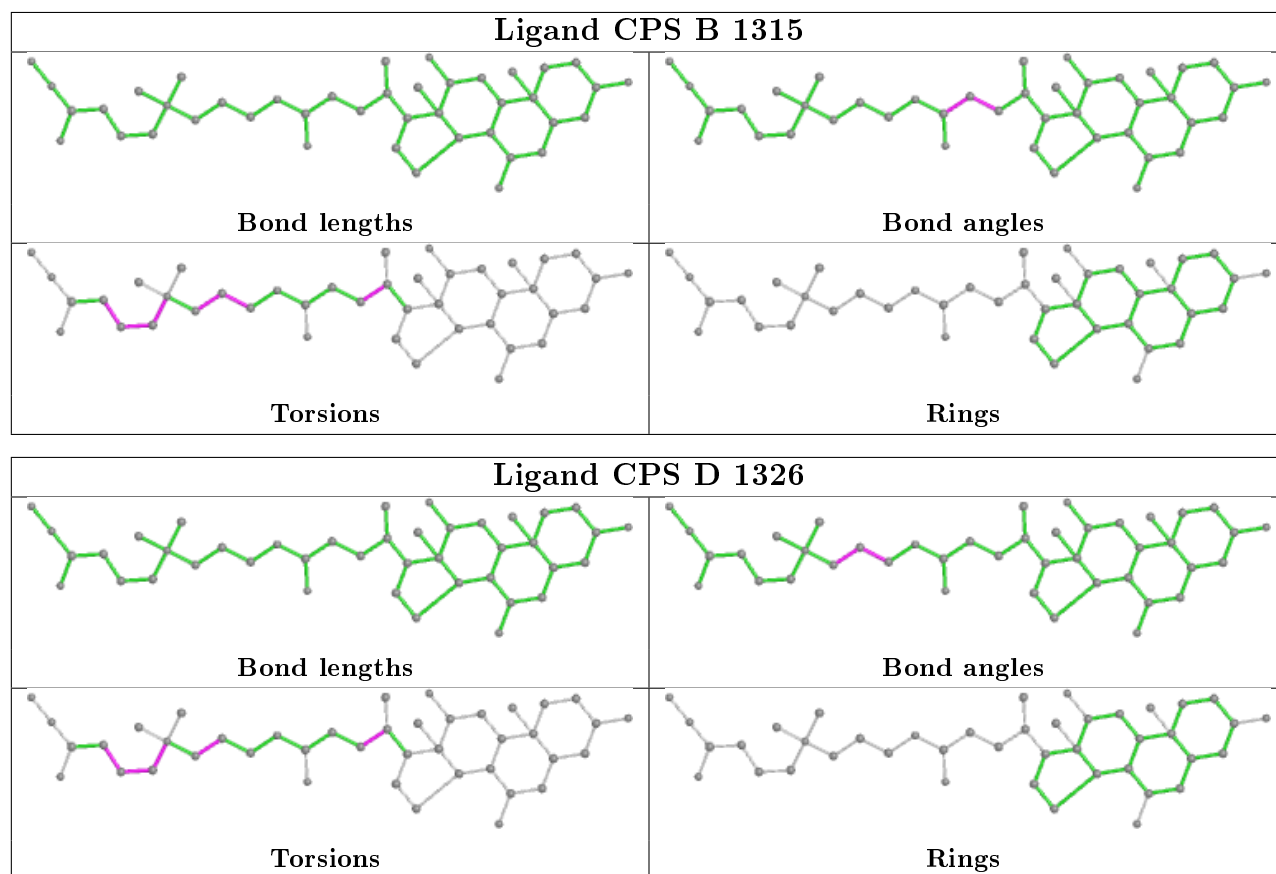 Ligand CPS B 1315
Bond lengths
Bond angles
Torsions
Rings
Ligand CPS D 1326
Bond lengths
Bond angles
Torsions
Rings